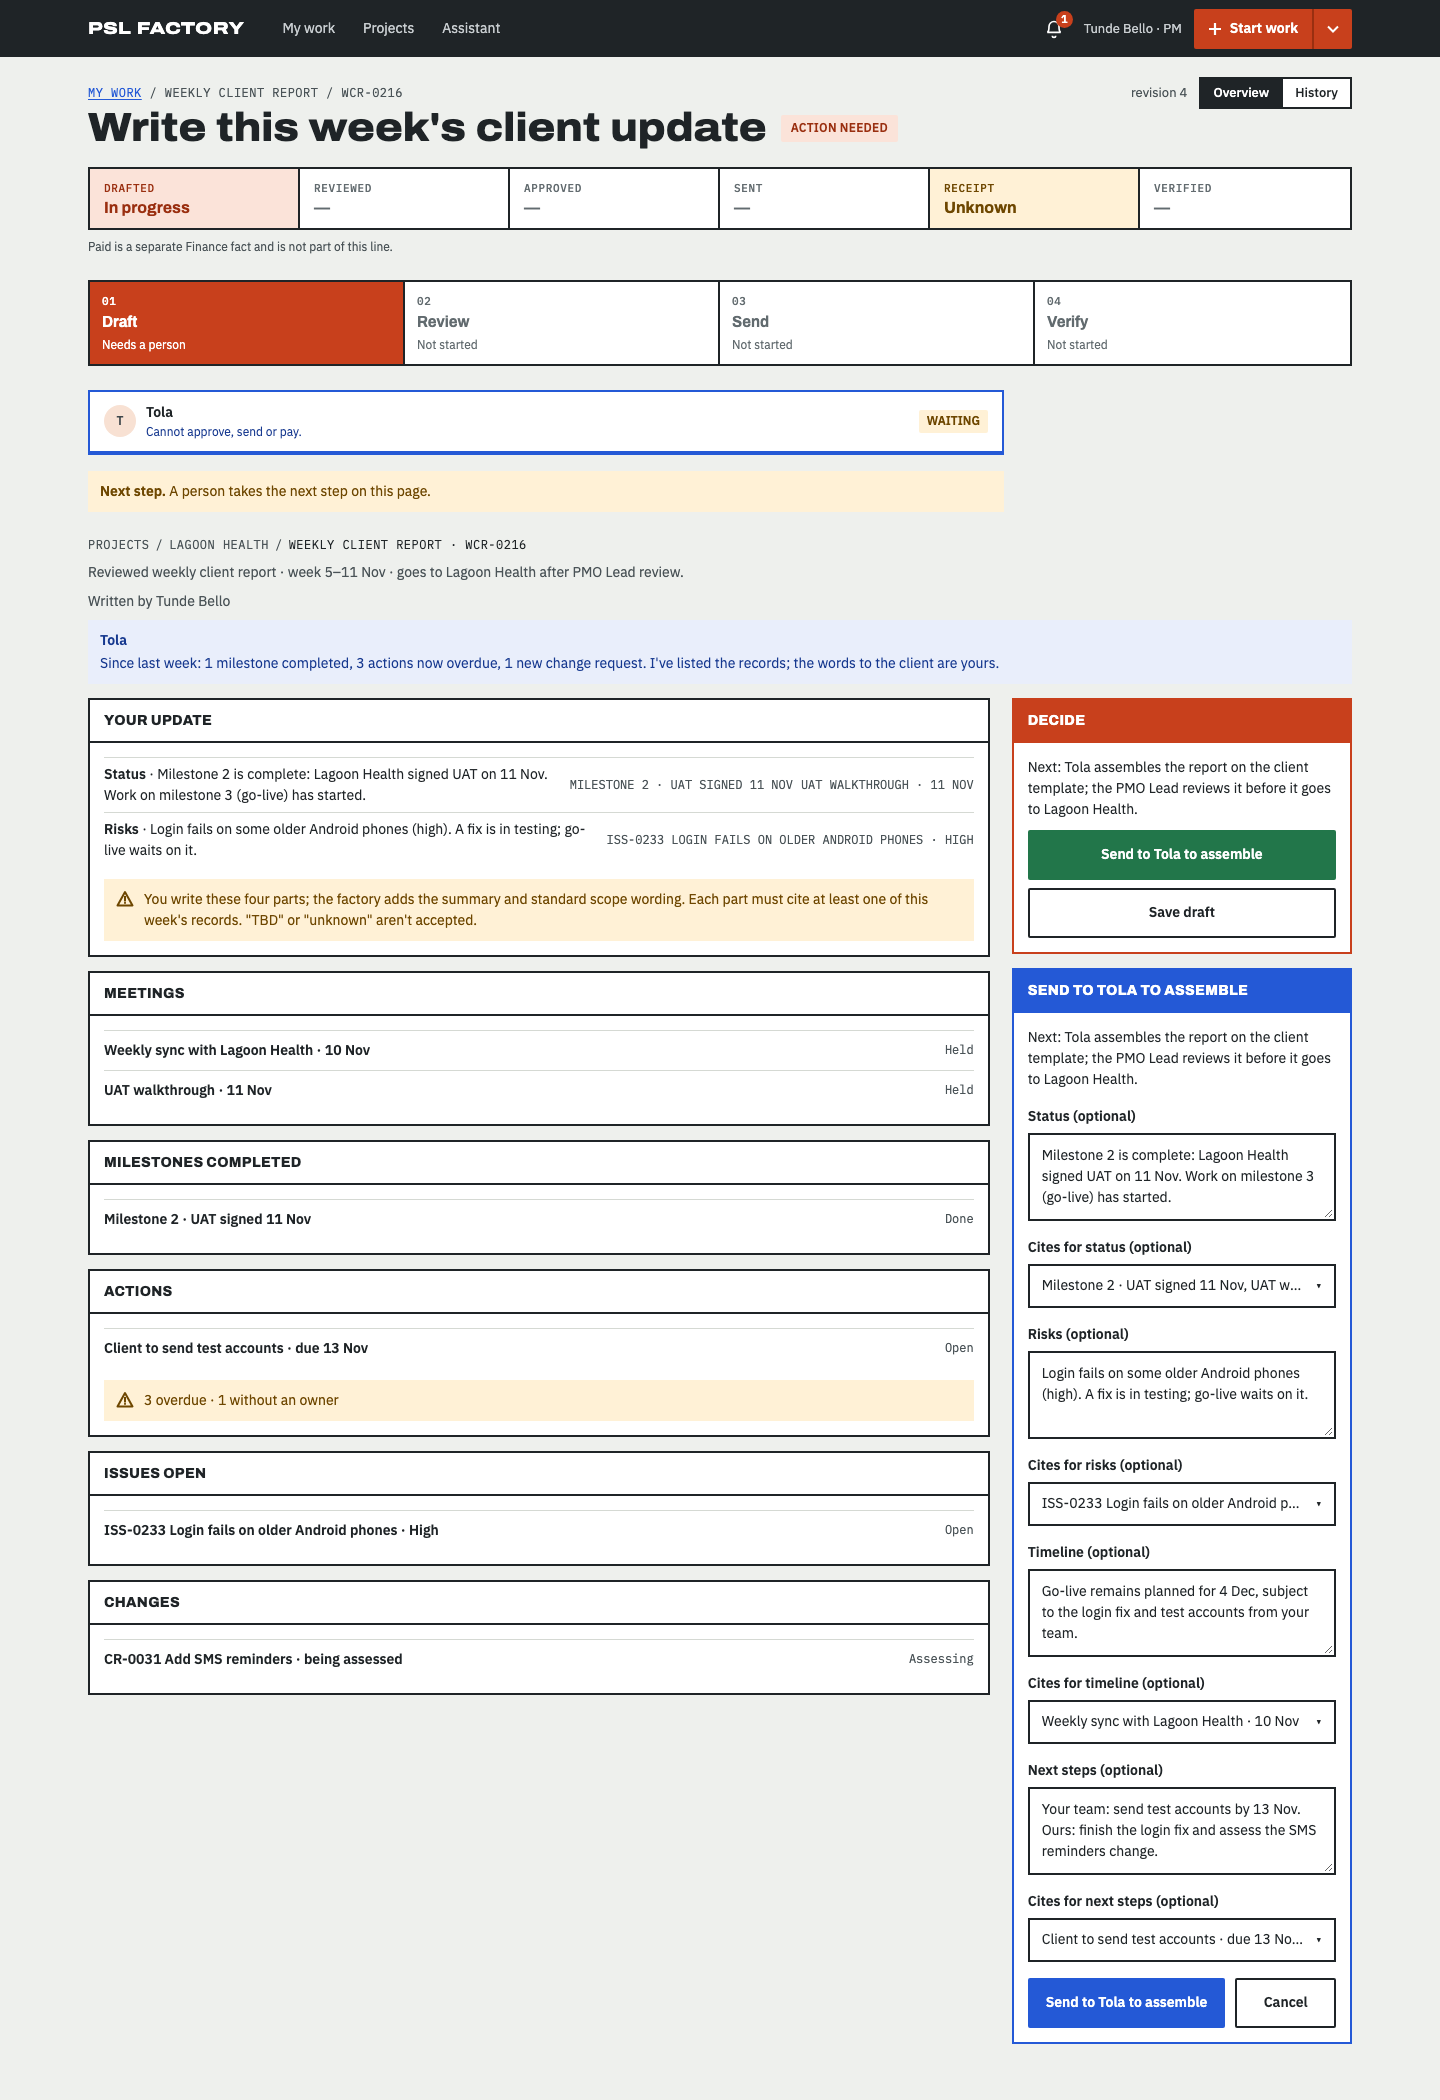 PSL FACTORY
My work
Projects
Assistant
1
Tunde Bello · PM
Start work
MY WORK / WEEKLY CLIENT REPORT / WCR-0216
revision 4
Overview
History
Write this week's client update
ACTION NEEDED
DRAFTED
In progress
REVIEWED
—
APPROVED
—
SENT
—
RECEIPT
Unknown
VERIFIED
—
Paid is a separate Finance fact and is not part of this line.
01
Draft
Needs a person
02
Review
Not started
03
Send
Not started
04
Verify
Not started
T
Tola
Cannot approve, send or pay.
WAITING
Next step. A person takes the next step on this page.
PROJECTS / LAGOON HEALTH / WEEKLY CLIENT REPORT · WCR-0216
Reviewed weekly client report · week 5–11 Nov · goes to Lagoon Health after PMO Lead review.
Written by Tunde Bello
Tola
Since last week: 1 milestone completed, 3 actions now overdue, 1 new change request. I've listed the records; the words to the client are yours.
YOUR UPDATE
Status · Milestone 2 is complete: Lagoon Health signed UAT on 11 Nov.
Work on milestone 3 (go-live) has started.
MILESTONE 2 · UAT SIGNED 11 NOV UAT WALKTHROUGH · 11 NOV
Risks · Login fails on some older Android phones (high). A fix is in testing; go-
live waits on it.
ISS-0233 LOGIN FAILS ON OLDER ANDROID PHONES · HIGH
You write these four parts; the factory adds the summary and standard scope wording. Each part must cite at least one of this
week's records. "TBD" or "unknown" aren't accepted.
MEETINGS
Weekly sync with Lagoon Health · 10 Nov
Held
UAT walkthrough · 11 Nov
Held
MILESTONES COMPLETED
Milestone 2 · UAT signed 11 Nov
Done
ACTIONS
Client to send test accounts · due 13 Nov
Open
3 overdue · 1 without an owner
ISSUES OPEN
ISS-0233 Login fails on older Android phones · High
Open
CHANGES
CR-0031 Add SMS reminders · being assessed
Assessing
DECIDE
Next: Tola assembles the report on the client
template; the PMO Lead reviews it before it goes
to Lagoon Health.
Send to Tola to assemble
Save draft
SEND TO TOLA TO ASSEMBLE
Next: Tola assembles the report on the client
template; the PMO Lead reviews it before it goes
to Lagoon Health.
Status (optional)
Milestone 2 is complete: Lagoon Health
signed UAT on 11 Nov. Work on milestone 3
(go-live) has started.
Cites for status (optional)
Milestone 2 · UAT signed 11 Nov, UAT w...
Risks (optional)
Login fails on some older Android phones
(high). A fix is in testing; go-live waits on it.
Cites for risks (optional)
ISS-0233 Login fails on older Android p...
Timeline (optional)
Go-live remains planned for 4 Dec, subject
to the login fix and test accounts from your
team.
Cites for timeline (optional)
Weekly sync with Lagoon Health · 10 Nov
Next steps (optional)
Your team: send test accounts by 13 Nov.
Ours: finish the login fix and assess the SMS
reminders change.
Cites for next steps (optional)
Client to send test accounts · due 13 No...
Send to Tola to assemble
Cancel